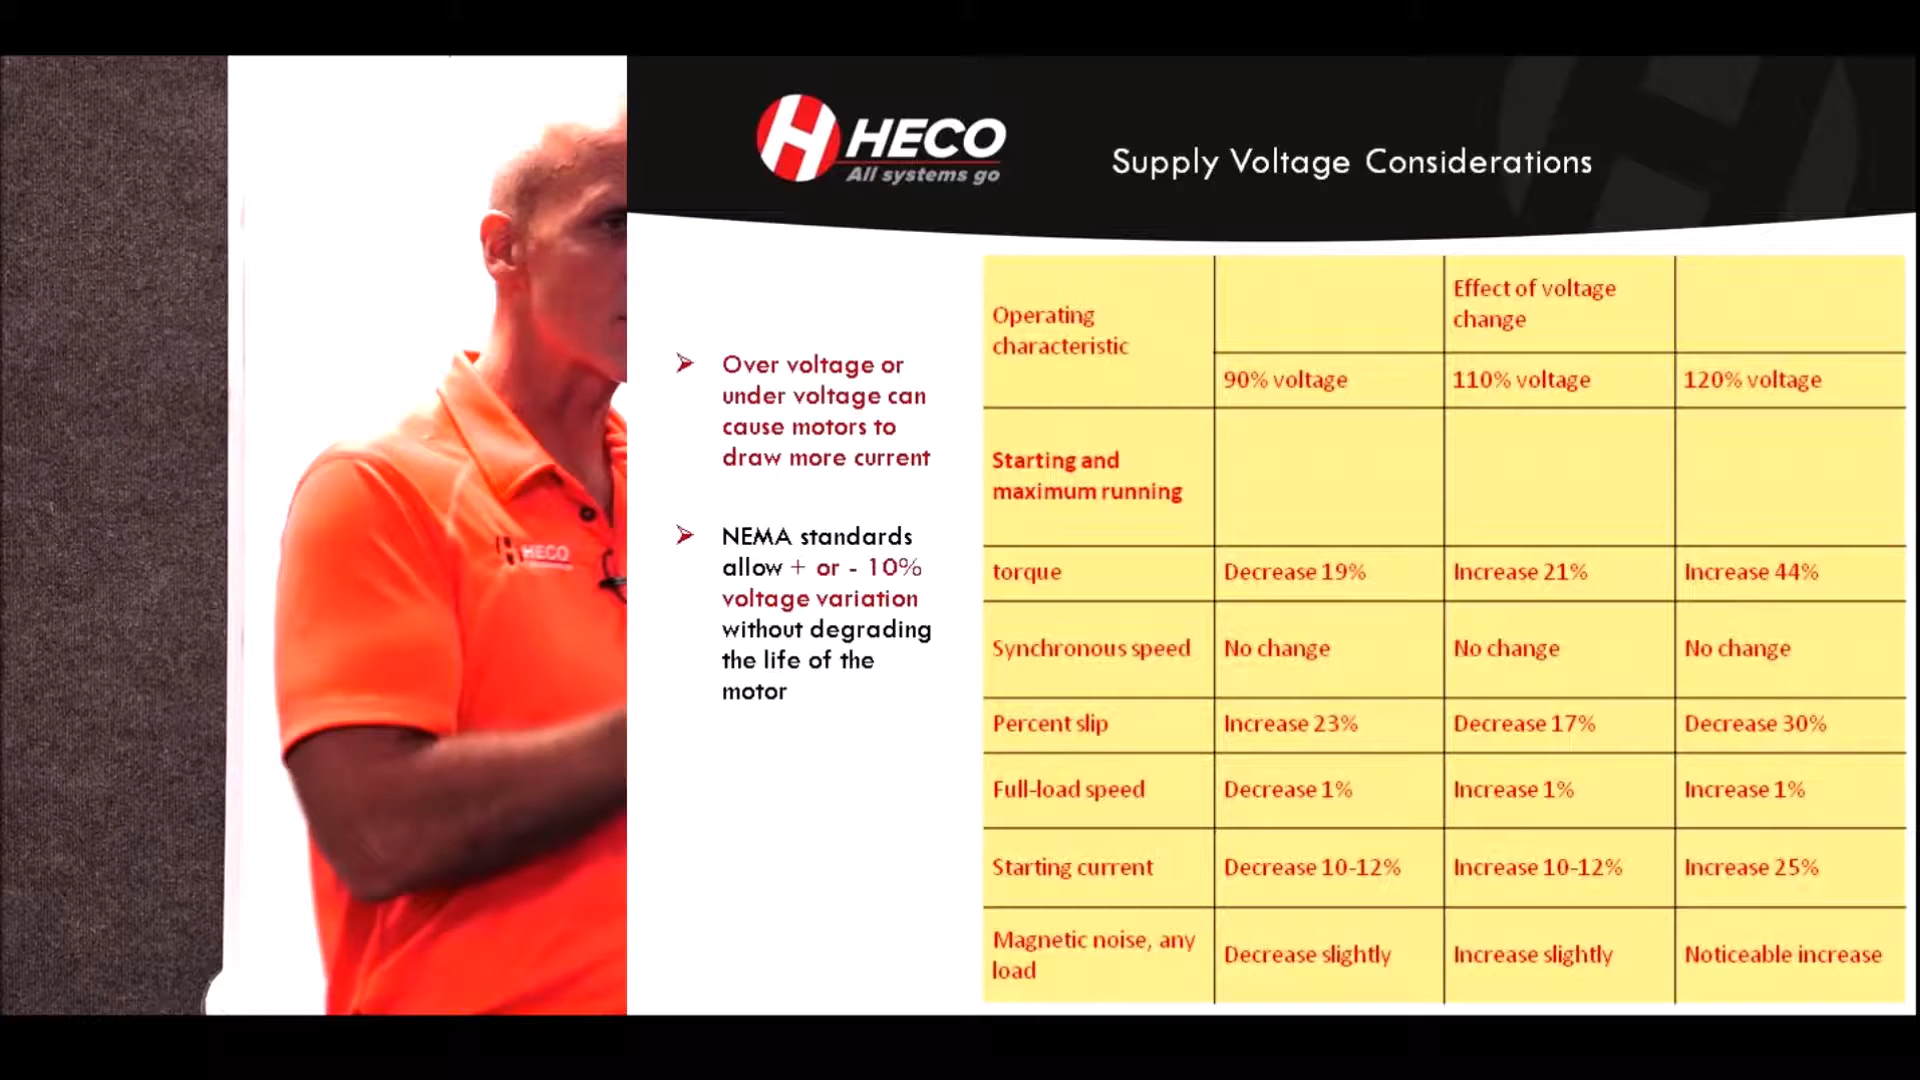 HECO
All systems go
Supply Voltage Considerations
HECO
Over voltage or
under voltage can
cause motors to
draw more current
NEMA standards
allow + or - 10%
voltage variation
without degrading
the life of the
motor
Operating
characteristic
Effect of voltage
change
90% voltage
110% voltage
120% voltage
Starting and
maximum running
torque
Decrease 19%
Increase 21%
Increase 44%
Synchronous speed
No change
No change
No change
Percent slip
Increase 23%
Decrease 17%
Decrease 30%
Full-load speed
Decrease 1%
Increase 1%
Increase 1%
Starting current
Decrease 10-12%
Increase 10-12%
Increase 25%
Magnetic noise, any
load
Decrease slightly
Increase slightly
Noticeable increase